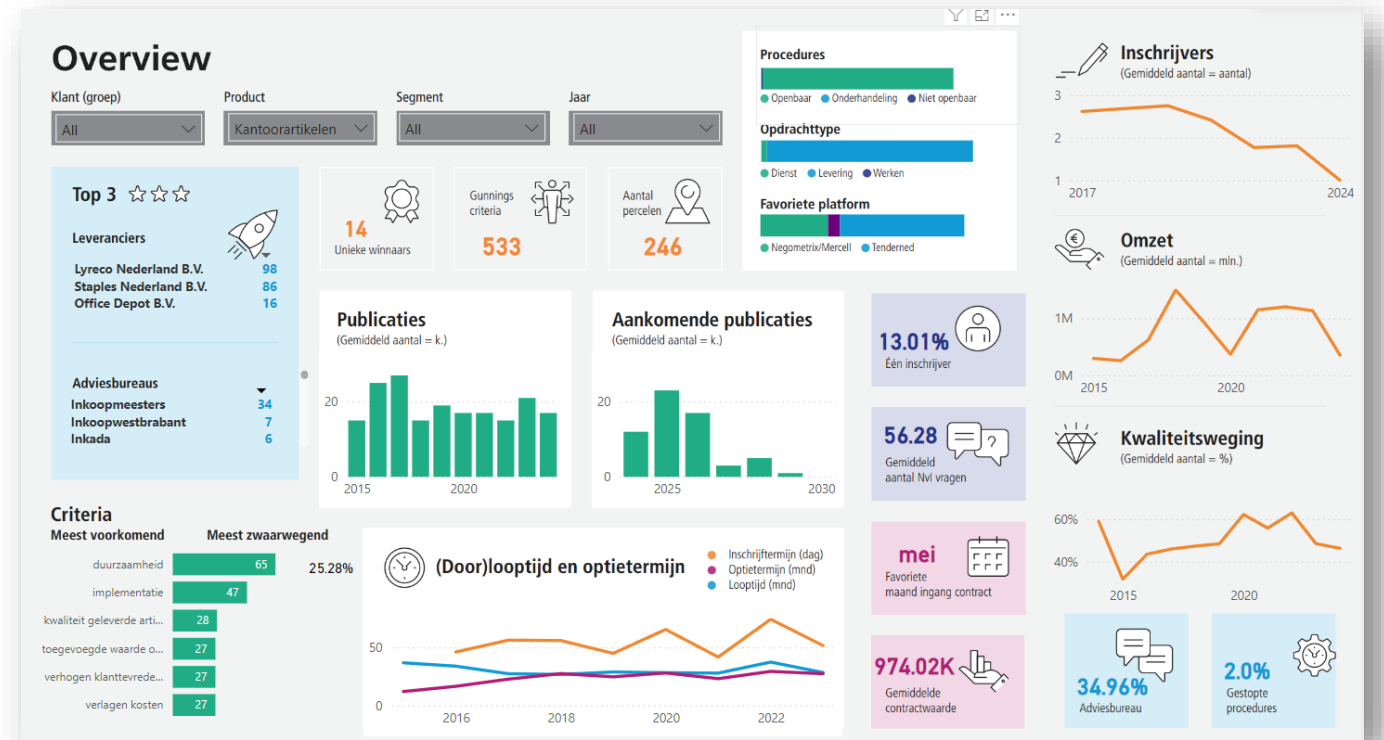 Overview
Klant (groep)
All
Product
Kantoorartikelen
Segment
All
Jaar
All
Top 3
Leveranciers
Lyreco Nederland B.V. 98
Staples Nederland B.V. 86
Office Depot B.V. 16
Adviesbureaus
Inkoopmeesters 34
Inkoopwestbrabant 7
Inkada 6
14
Unieke winnaars
Gunnings
criteria
533
Aantal
percelen
246
Procedures
Openbaar Onderhandeling Niet openbaar
Opdrachttype
Dienst Levering Werken
Favoriete platform
Negometrix/Mercell Tenderned
Publicaties
(Gemiddeld aantal = k.)
20
0
2015 2020
Aankomende publicaties
(Gemiddeld aantal = k.)
20
0
2025 2030
13.01%
Één inschrijver
56.28
?
Gemiddeld
aantal NvI vragen
mei
Favoriete
maand ingang contract
974.02K
Gemiddelde
contractwaarde
Criteria
Meest voorkomend Meest zwaarwegend
duurzaamheid 65 25.28%
implementatie 47
kwaliteit geleverde arti... 28
toegevoegde waarde o... 27
verhogen klanttevrede... 27
verlagen kosten 27
(Door)looptijd en optietermijn
Inschrijftermijn (dag)
Optietermijn (mnd)
Looptijd (mnd)
50
0
2016 2018 2020 2022
Inschrijvers
(Gemiddeld aantal = aantal)
3
2
1
2017 2024
€
Omzet
(Gemiddeld aantal = mln.)
1M
0M
2015 2020
Kwaliteitsweging
(Gemiddeld aantal = %)
60%
40%
2015 2020
34.96%
Adviesbureau
2.0%
Gestopte
procedures